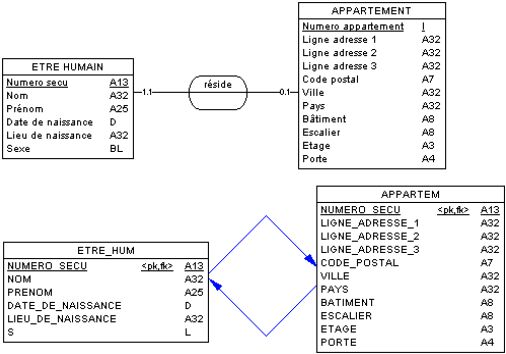 APPARTEMENT
Numero appartement I
Ligne adresse 1 A32
Ligne adresse 2 A32
Ligne adresse 3 A32
Code postal A7
Ville A32
Pays A32
Bâtiment A8
Escalier A8
Etage A3
Porte A4
ETRE HUMAIN
Numero secu A13
Nom A32
Prénom A25
Date de naissance D
Lieu de naissance A32
Sexe BL
1.1
réside
0.1
APPARTEM
NUMERO_SECU <pk,fk> A13
LIGNE_ADRESSE_1 A32
LIGNE_ADRESSE_2 A32
LIGNE_ADRESSE_3 A32
CODE_POSTAL A7
VILLE A32
PAYS A32
BATIMENT A8
ESCALIER A8
ETAGE A3
PORTE A4
ETRE_HUM
NUMERO_SECU <pk,fk> A13
NOM A32
PRENOM A25
DATE_DE_NAISSANCE D
LIEU_DE_NAISSANCE A32
S L